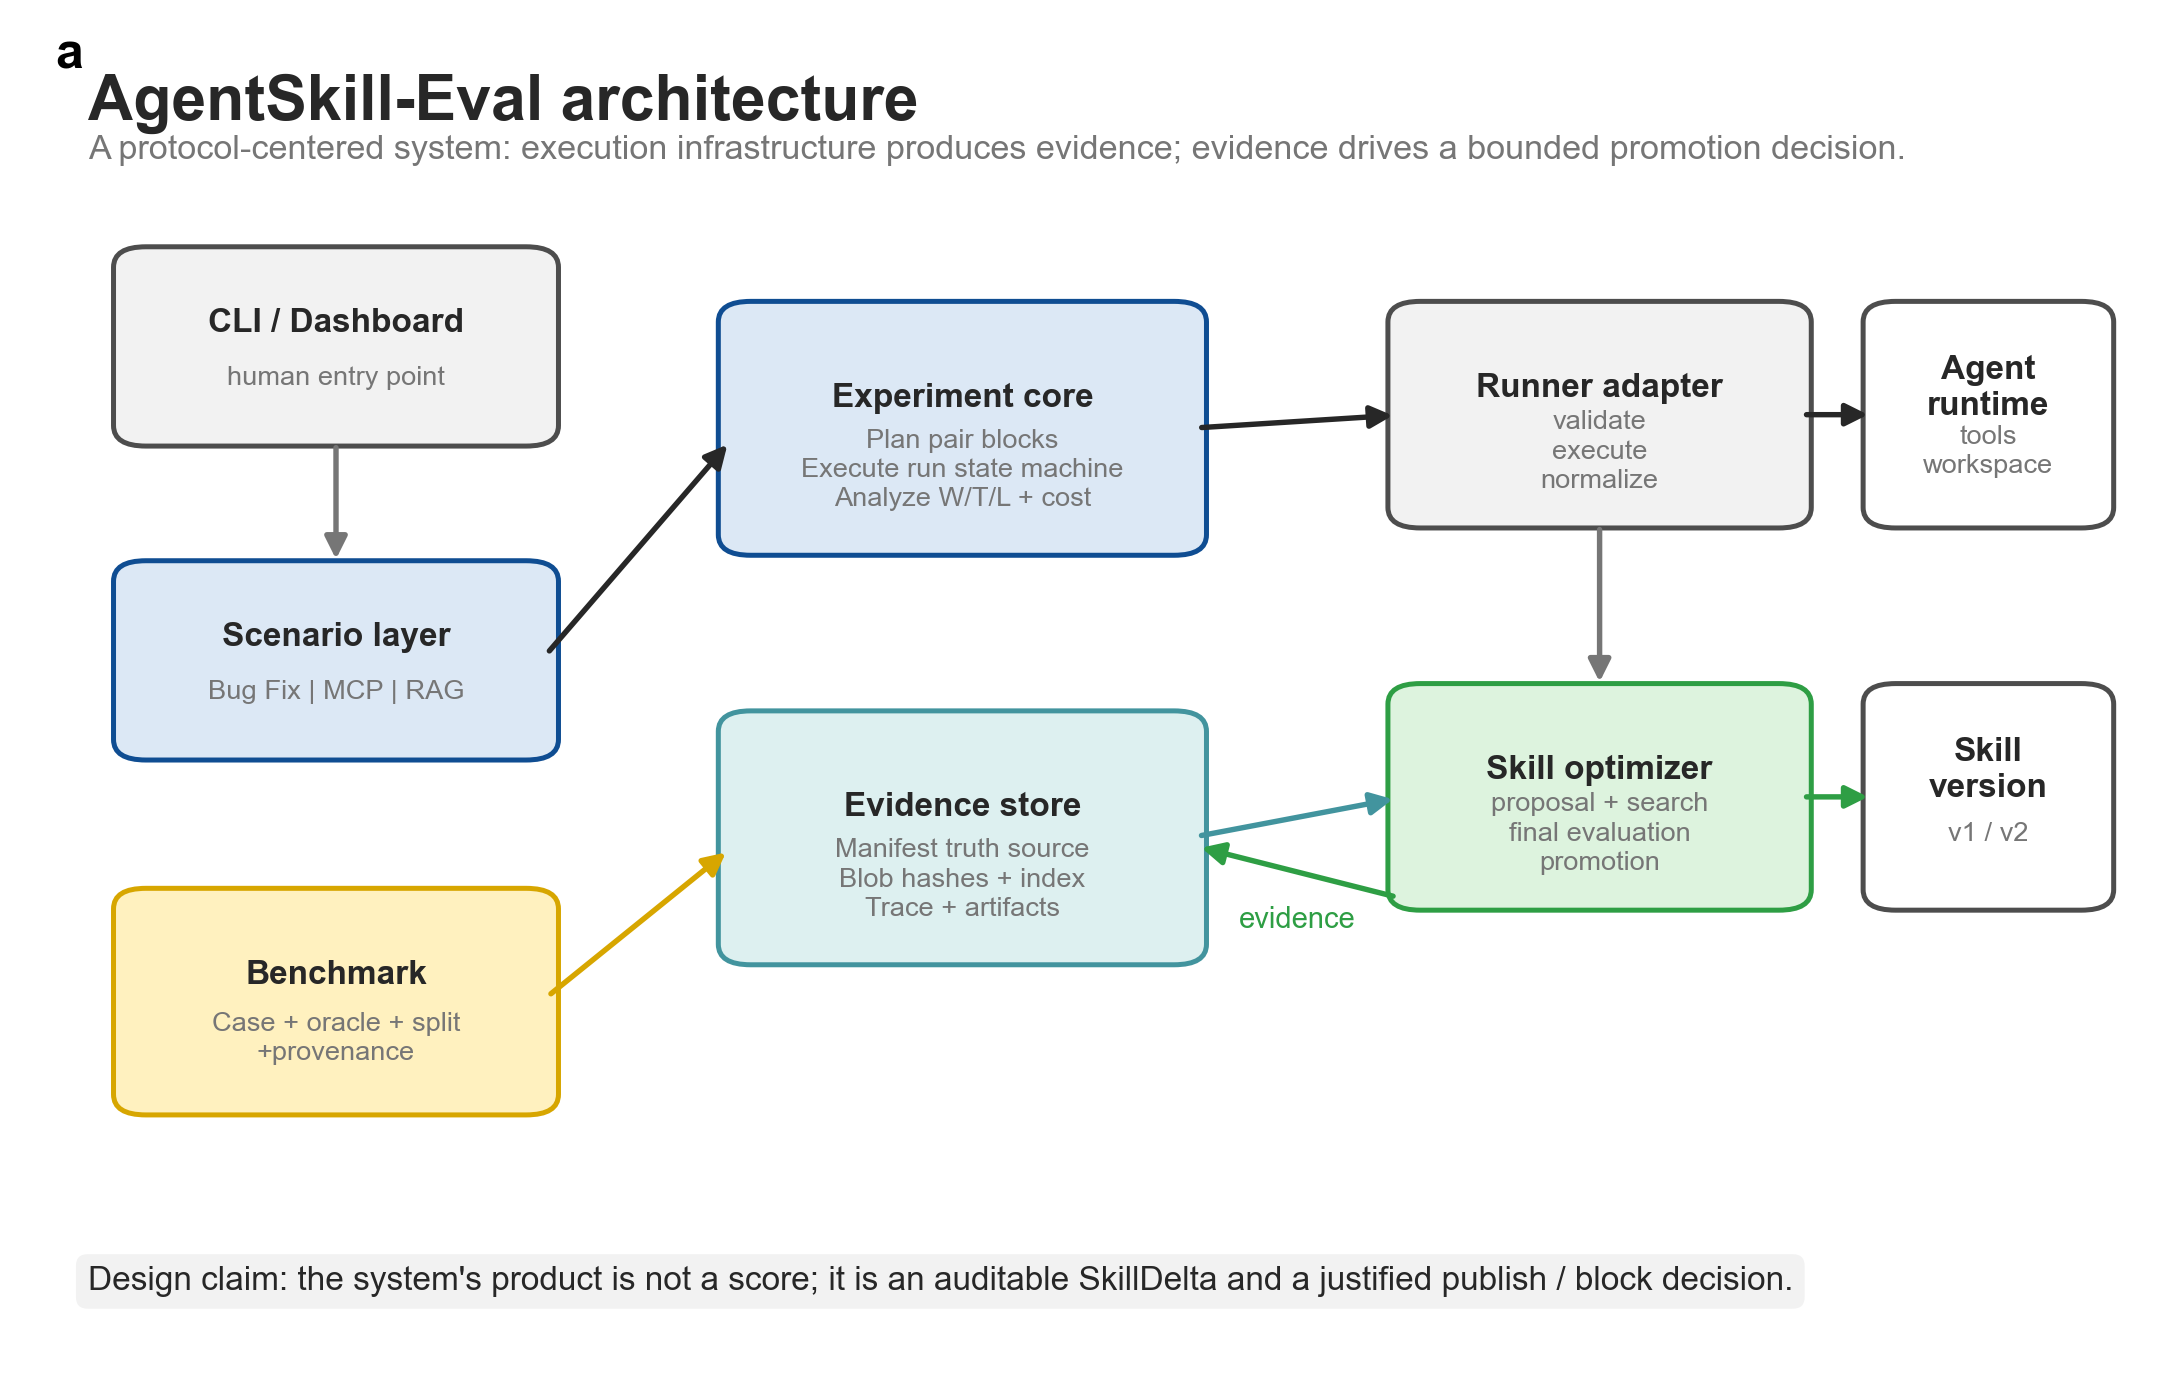 a
AgentSkill-Eval architecture
A protocol-centered system: execution infrastructure produces evidence; evidence drives a bounded promotion decision.
CLI / Dashboard
human entry point
Scenario layer
Bug Fix | MCP | RAG
Benchmark
Case + oracle + split
+provenance
Experiment core
Plan pair blocks
Execute run state machine
Analyze W/T/L + cost
Evidence store
Manifest truth source
Blob hashes + index
Trace + artifacts
evidence
Runner adapter
validate
execute
normalize
Skill optimizer
proposal + search
final evaluation
promotion
Agent
runtime
tools
workspace
Skill
version
v1 / v2
Design claim: the system's product is not a score; it is an auditable SkillDelta and a justified publish / block decision.